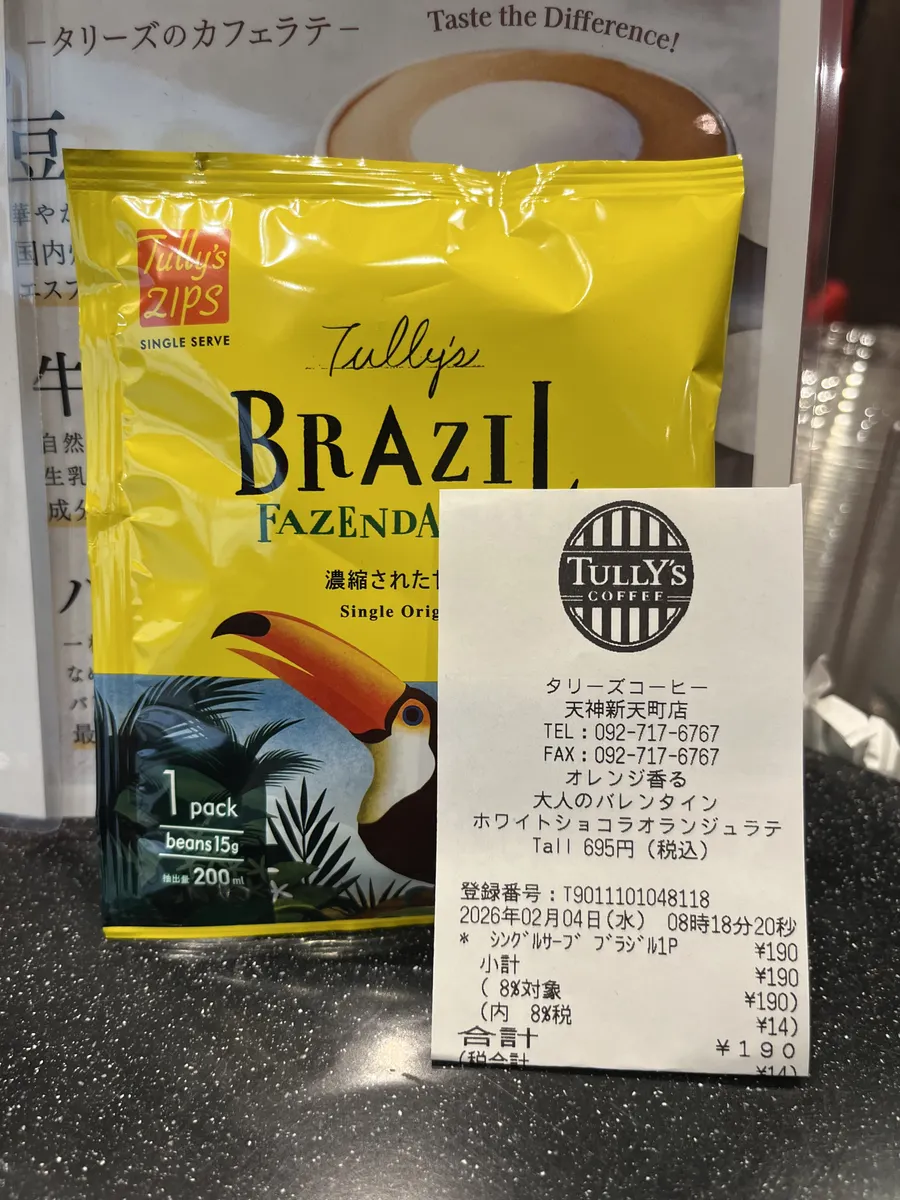 －タリーズのカフェラテ－
Taste the Difference!
豆
華やか
国内
エスプ
牛
自然
生乳
成分
バ
Tully's
ZIPS
SINGLE SERVE
Tully's
BRAZIL
FAZENDA
濃縮された
Single Orig
1 pack
beans15g
抽出量 200ml
TULLY'S
COFFEE
タリーズコーヒー
天神新天町店
TEL：092-717-6767
FAX：092-717-6767
オレンジ香る
大人のバレンタイン
ホワイトショコラオランジュラテ
Tall 695円（税込）
登録番号：T9011101048118
2026年02月04日(水) 08時18分20秒
* ｼﾝｸﾞﾙｻｰﾌﾞ ﾌﾞﾗｼﾞﾙ1P ¥190
小計 ¥190
( 8%対象 ¥190)
(内 8%税 ¥14)
合計 ¥190
(税合計 ¥14)